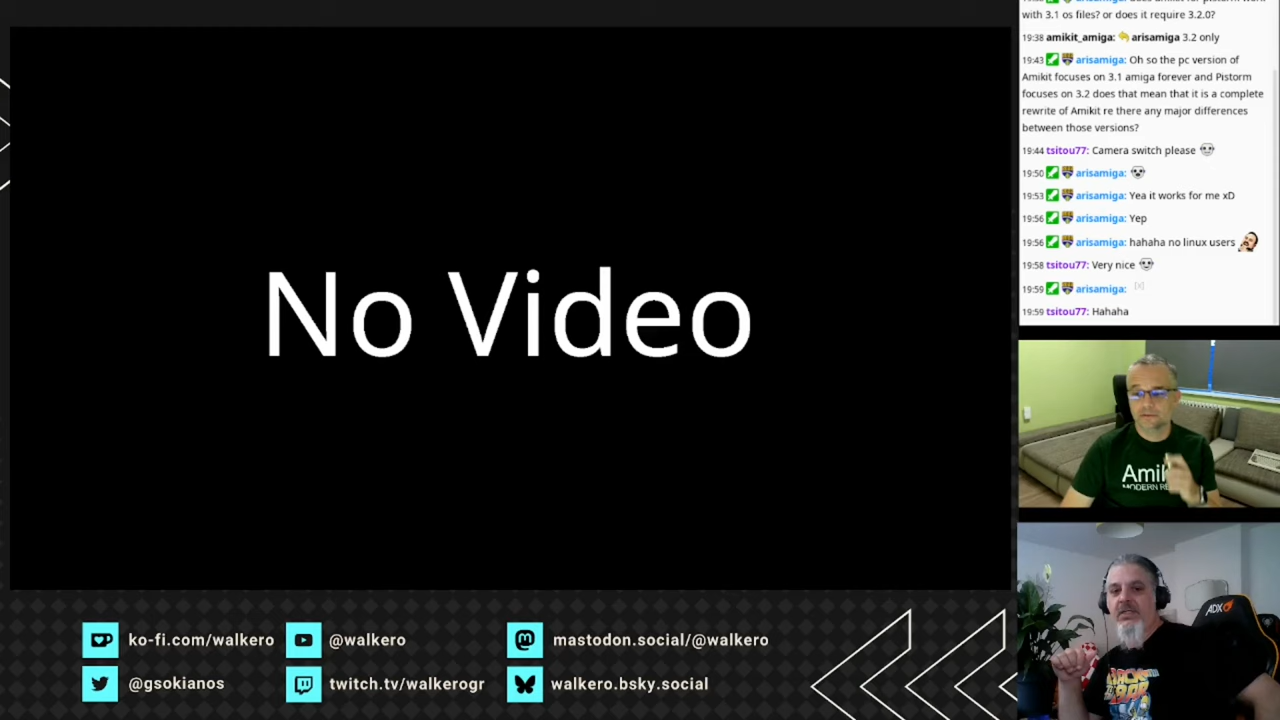 with 3.1 os files? or does it require 3.2.0?
19:38 amikit_amiga: arisamiga 3.2 only
19:43 arisamiga: Oh so the pc version of
Amikit focuses on 3.1 amiga forever and Pistorm
focuses on 3.2 does that mean that it is a complete
rewrite of Amikit re there any major differences
between those versions?
19:44 tsitou77: Camera switch please
19:50 arisamiga:
19:53 arisamiga: Yea it works for me xD
19:56 arisamiga: Yep
19:56 arisamiga: hahaha no linux users
19:58 tsitou77: Very nice
19:59 arisamiga:
19:59 tsitou77: Hahaha
No Video
Ami
MODERN RE
ADX
BACK
ko-fi.com/walkero
@walkero
mastodon.social/@walkero
@gsokianos
twitch.tv/walkerogr
walkero.bsky.social